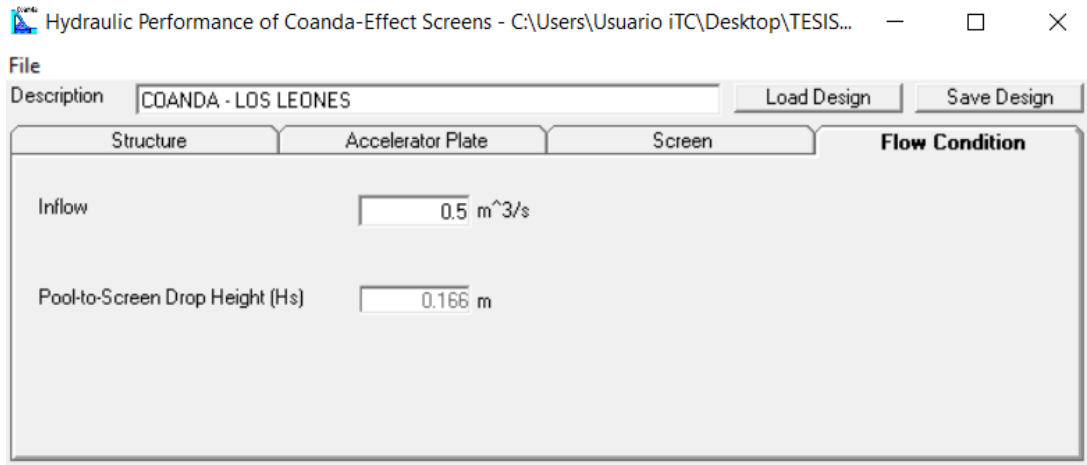 Hydraulic Performance of Coanda-Effect Screens - C:\Users\Usuario iTC\Desktop\TESIS...
File
Description COANDA - LOS LEONES Load Design Save Design
Structure Accelerator Plate Screen Flow Condition
Inflow 0.5 m^3/s
Pool-to-Screen Drop Height (Hs) 0.166 m